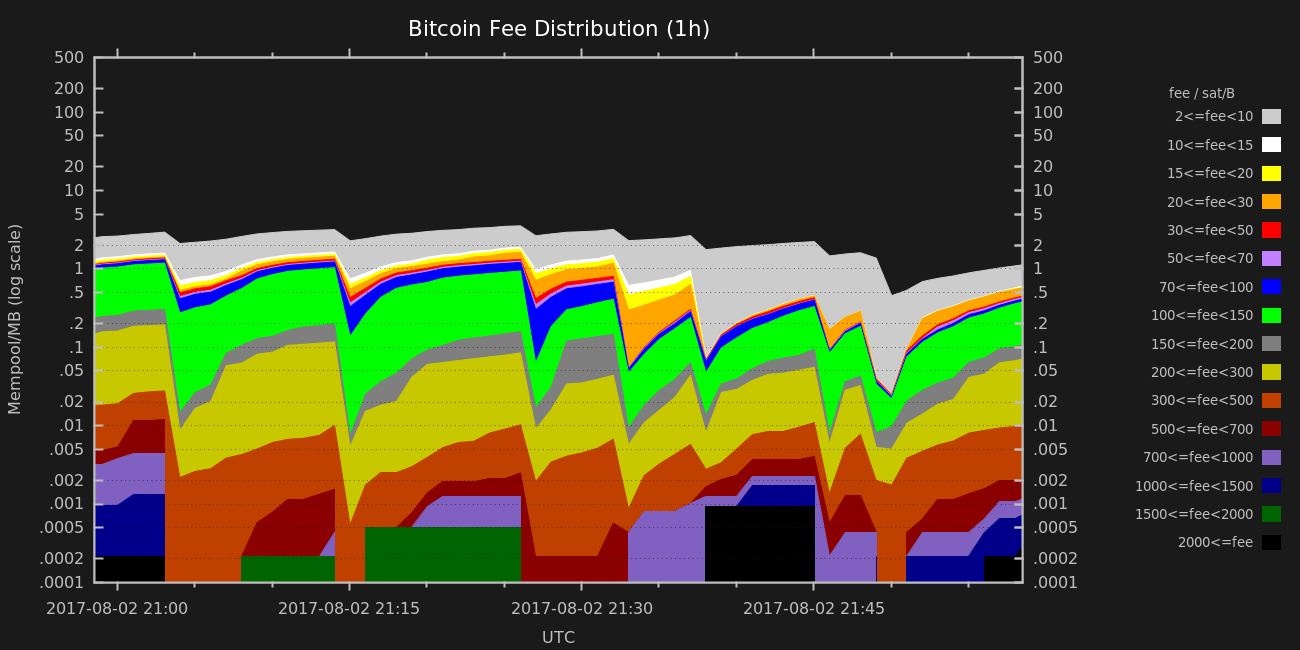 Bitcoin Fee Distribution (1h)
500
200
100
50
20
10
5
2
1
.5
.2
.1
.05
.02
.01
.005
.002
.001
.0005
.0002
.0001
Mempool/MB (log scale)
500
200
100
50
20
10
5
2
1
.5
.2
.1
.05
.02
.01
.005
.002
.001
.0005
.0002
.0001
2017-08-02 21:00
2017-08-02 21:15
2017-08-02 21:30
2017-08-02 21:45
UTC
fee / sat/B
2<=fee<10
10<=fee<15
15<=fee<20
20<=fee<30
30<=fee<50
50<=fee<70
70<=fee<100
100<=fee<150
150<=fee<200
200<=fee<300
300<=fee<500
500<=fee<700
700<=fee<1000
1000<=fee<1500
1500<=fee<2000
2000<=fee